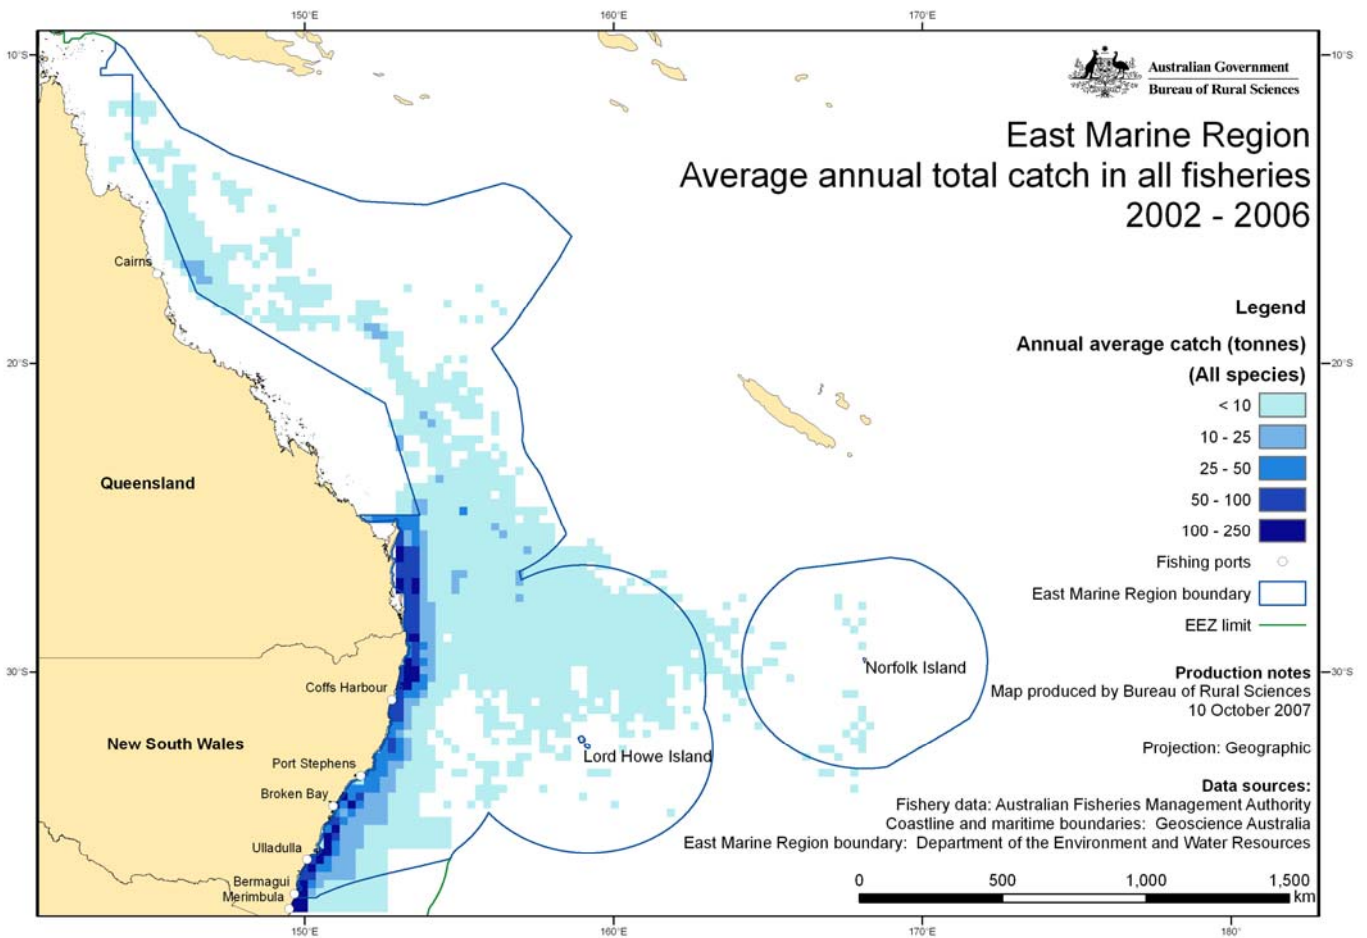 150°E 160°E 170°E
10°S 10°S
Australian Government
Bureau of Rural Sciences
East Marine Region
Average annual total catch in all fisheries
2002 - 2006
Cairns
Legend
Annual average catch (tonnes)
(All species)
20°S 20°S
< 10
10 - 25
25 - 50
50 - 100
100 - 250
Queensland
Fishing ports
East Marine Region boundary
EEZ limit
Norfolk Island
30°S 30°S
Coffs Harbour
Production notes
Map produced by Bureau of Rural Sciences
10 October 2007
New South Wales
Lord Howe Island
Projection: Geographic
Port Stephens
Broken Bay
Data sources:
Fishery data: Australian Fisheries Management Authority
Coastline and maritime boundaries: Geoscience Australia
East Marine Region boundary: Department of the Environment and Water Resources
Ulladulla
Bermagui
Merimbula
0 500 1,000 1,500
km
150°E 160°E 170°E 180°